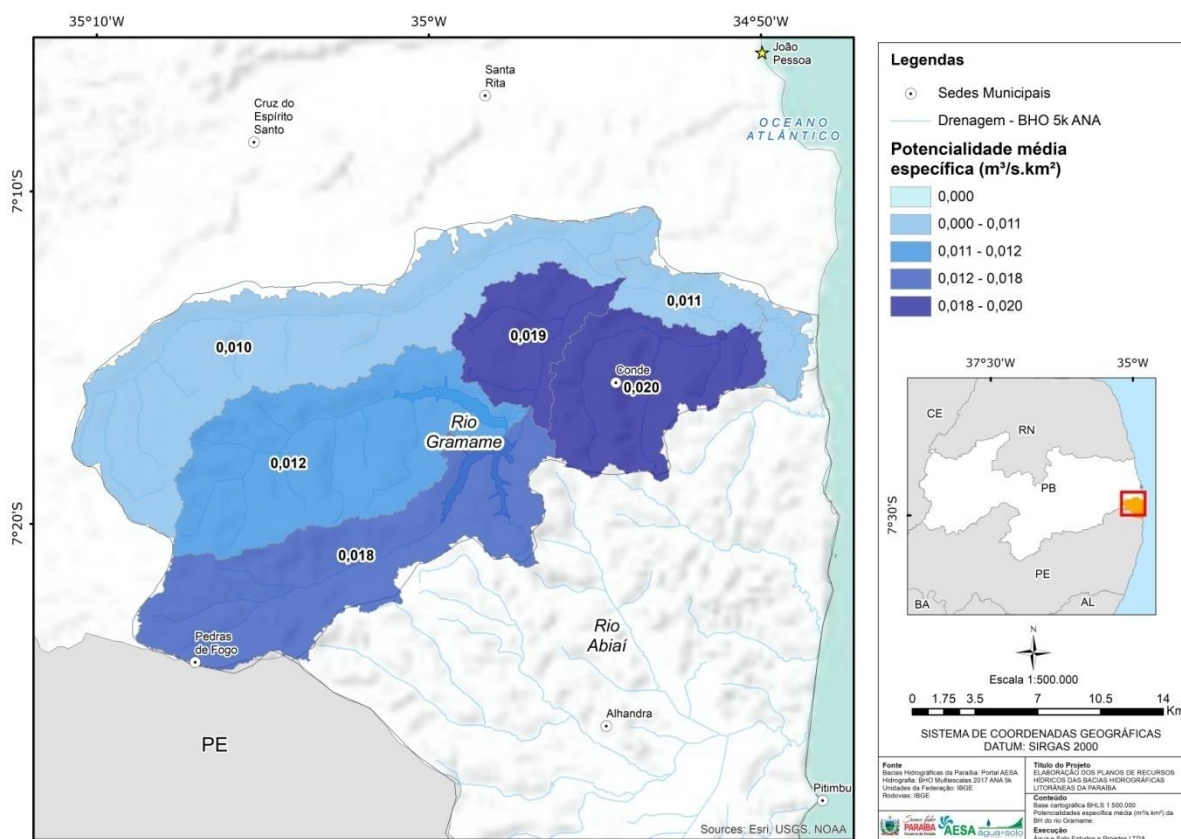 35°10'W
35°W
34°50'W
7°10'S
7°20'S
João
Pessoa
Santa
Rita
Cruz do
Espírito
Santo
OCEANO
ATLÂNTICO
0,010
0,011
0,019
Conde
0,020
Rio
Gramame
0,012
0,018
Pedras
de Fogo
Rio
Abiaí
Alhandra
PE
Pitimbu
Sources: Esri, USGS, NOAA
Legendas
Sedes Municipais
Drenagem - BHO 5k ANA
Potencialidade média
específica (m³/s.km²)
0,000
0,000 - 0,011
0,011 - 0,012
0,012 - 0,018
0,018 - 0,020
37°30'W
35°W
7°30'S
CE
RN
PB
PE
BA
AL
N
Escala 1:500.000
0 1.75 3.5 7 10.5 14
Km
SISTEMA DE COORDENADAS GEOGRÁFICAS
DATUM: SIRGAS 2000
Fonte
Bacias Hidrográficas da Paraíba: Portal AESA
Hidrografia: BHO Multiescalas 2017 ANA 5k
Unidades da Federação: IBGE
Rodovias: IBGE
Título do Projeto
ELABORAÇÃO DOS PLANOS DE RECURSOS
HÍDRICOS DAS BACIAS HIDROGRÁFICAS
LITORÂNEAS DA PARAÍBA
Conteúdo
Base cartográfica BHLS 1:500.000
Potencialidades específica média (m³/s.km²) da
BH do rio Gramame.
Execução
Água e Solo Estudos e Projetos LTDA
PARAÍBA
AESA
água e solo